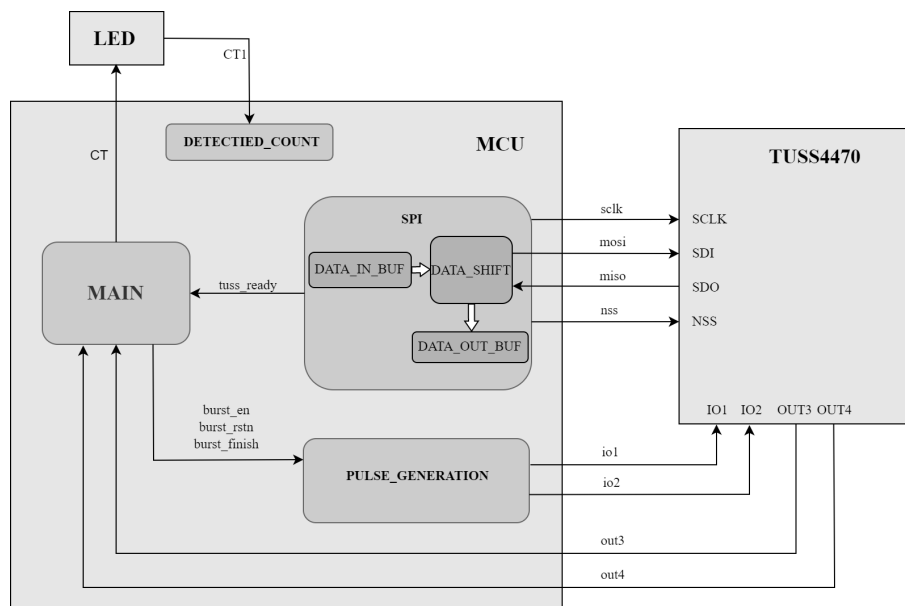 LED
CT1
CT
DETECTIED_COUNT
MCU
TUSS4470
SPI
sclk
SCLK
DATA_IN_BUF
DATA_SHIFT
mosi
SDI
MAIN
tuss_ready
miso
SDO
nss
NSS
DATA_OUT_BUF
burst_en
burst_rstn
burst_finish
IO1
IO2
OUT3
OUT4
PULSE_GENERATION
io1
io2
out3
out4